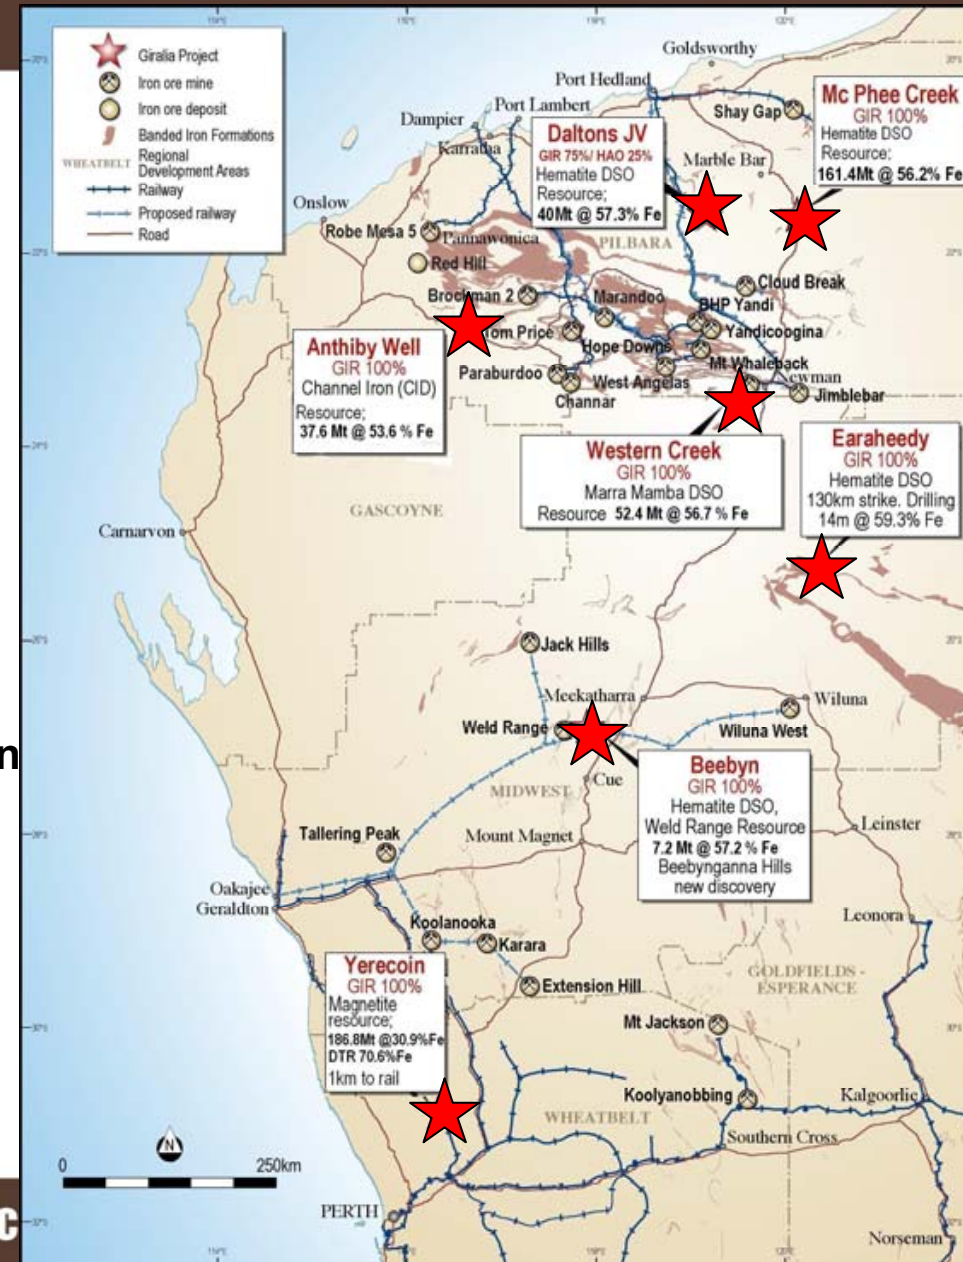 Giralia Project
Iron ore mine
Iron ore deposit
Banded Iron Formations
WHEATBELT Regional
Development Areas
Railway
Proposed railway
Road
Goldsworthy
Port Hedland
Port Lambert
Dampier
Karratha
Shay Gap
Mc Phee Creek
GIR 100%
Hematite DSO
Resource;
161.4Mt @ 56.2% Fe
Daltons JV
GIR 75%/ HAO 25%
Hematite DSO
Resource;
40Mt @ 57.3% Fe
Marble Bar
Onslow
Robe Mesa 5
Pannawonica
PILBARA
Red Hill
Cloud Break
Brockman 2
Marandoo
BHP Yandi
Tom Price
Yandicoogina
Hope Downs
Mt Whaleback
Paraburdoo
West Angelas
Newman
Channar
Jimblebar
Anthiby Well
GIR 100%
Channel Iron (CID)
Resource;
37.6 Mt @ 53.6 % Fe
Western Creek
GIR 100%
Marra Mamba DSO
Resource 52.4 Mt @ 56.7 % Fe
Earaheedy
GIR 100%
Hematite DSO
130km strike. Drilling
14m @ 59.3% Fe
GASCOYNE
Carnarvon
Jack Hills
Meekatharra
Wiluna
Weld Range
Wiluna West
Cue
MIDWEST
Beebyn
GIR 100%
Hematite DSO,
Weld Range Resource
7.2 Mt @ 57.2 % Fe
Beebynganna Hills
new discovery
Tallering Peak
Mount Magnet
Leinster
Oakajee
Geraldton
Leonora
Koolanooka
Karara
Extension Hill
GOLDFIELDS -
ESPERANCE
Yerecoin
GIR 100%
Magnetite
resource;
186.8Mt @30.9%Fe
DTR 70.6%Fe
1km to rail
Mt Jackson
Koolyanobbing
Kalgoorlie
WHEATBELT
Southern Cross
N
0 250km
PERTH
Norseman
n
c